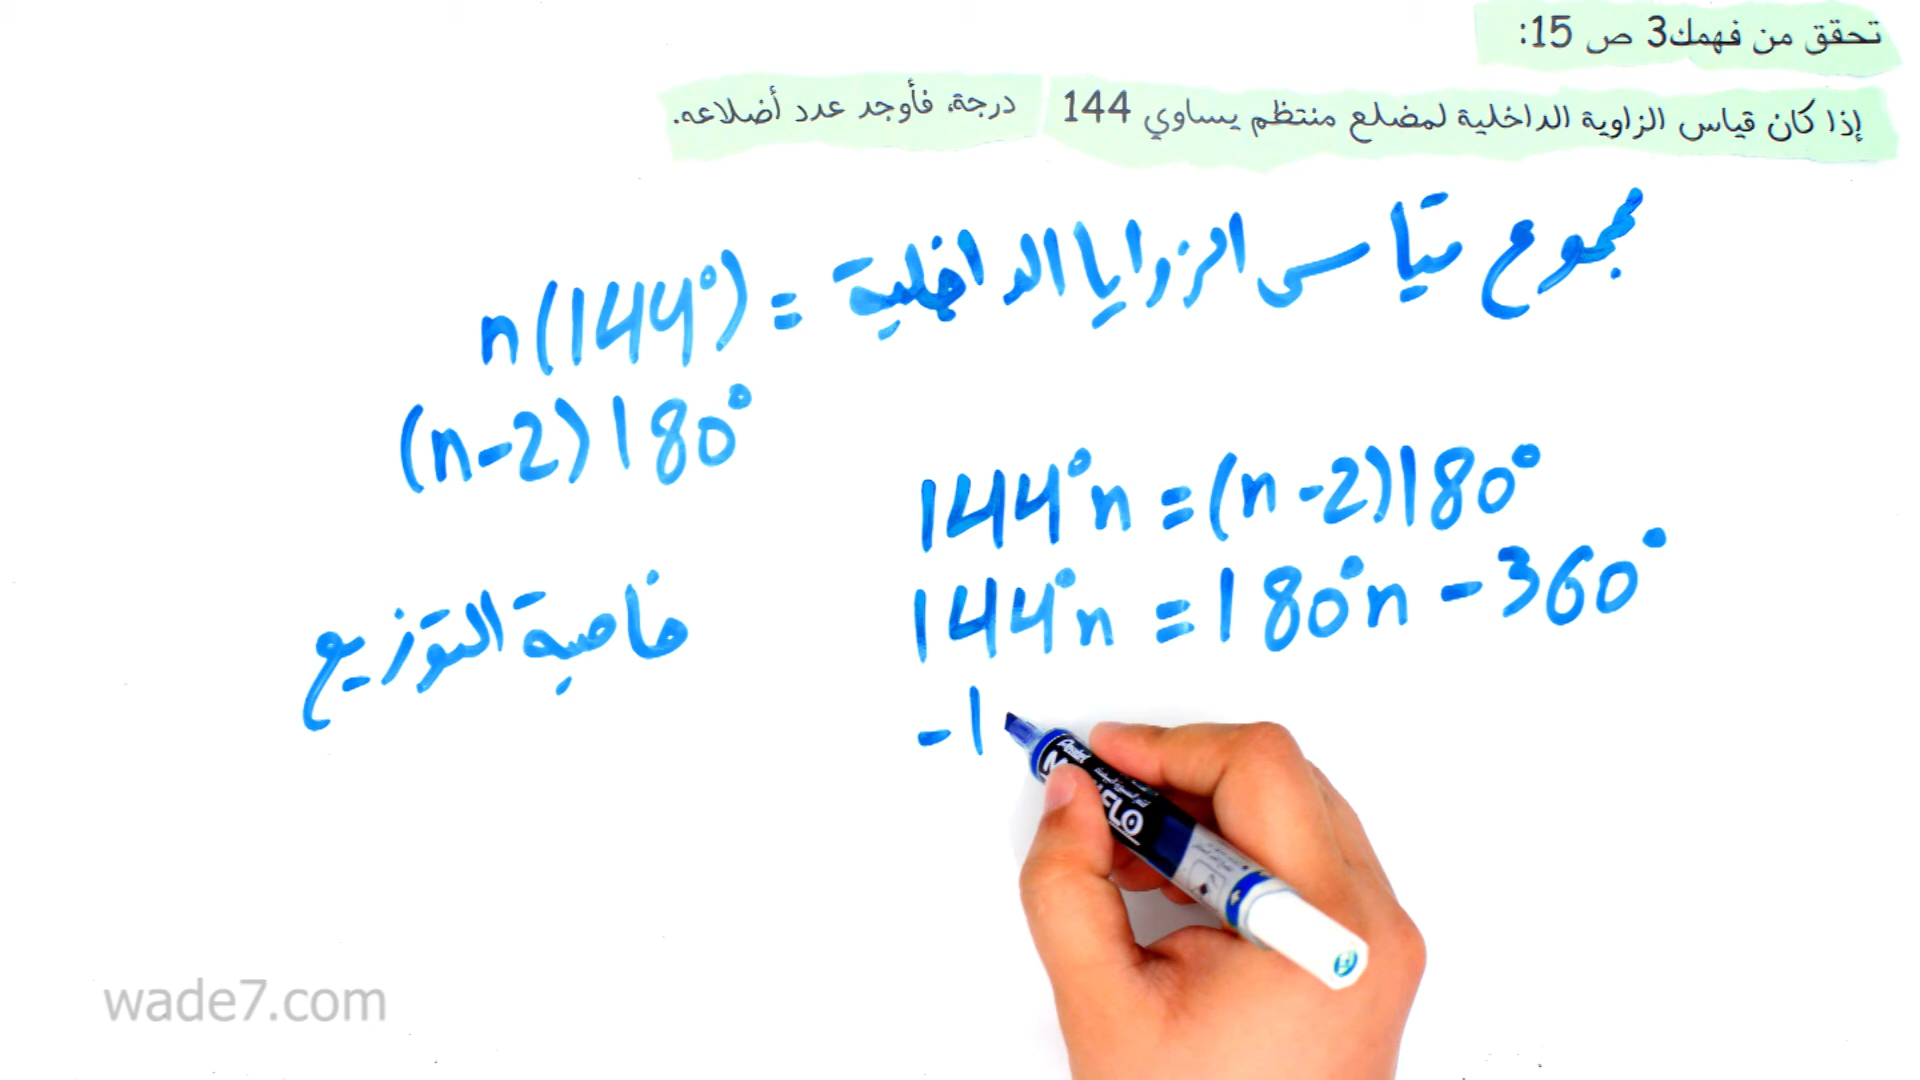 تحقق من فهمك3 ص 15:
إذا كان قياس الزاوية الداخلية لمضلع منتظم يساوي 144 درجة، فأوجد عدد أضلاعه.
مجموع قياس الزوايا الداخلية = n(144°)
(n-2)180°
144°n = (n-2)180°
144°n = 180°n - 360°
خاصية التوزيع
-1
wade7.com